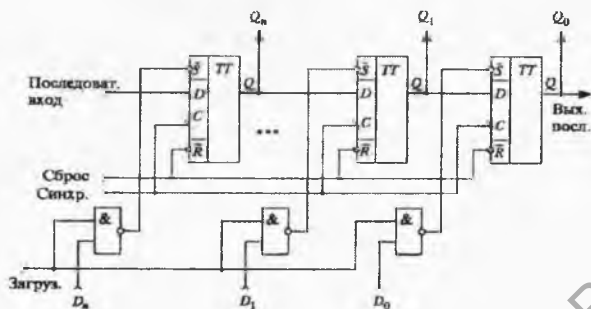 Qₙ
Q₁
Q₀
S̄ TT
S̄ TT
S̄ TT
Последоват.
вход
D Q
D Q
D Q
Вых.
посл.
C
C
C
...
R̄
R̄
R̄
Сброс
Синхр.
&
&
&
Загруз.
Dₙ
D₁
D₀